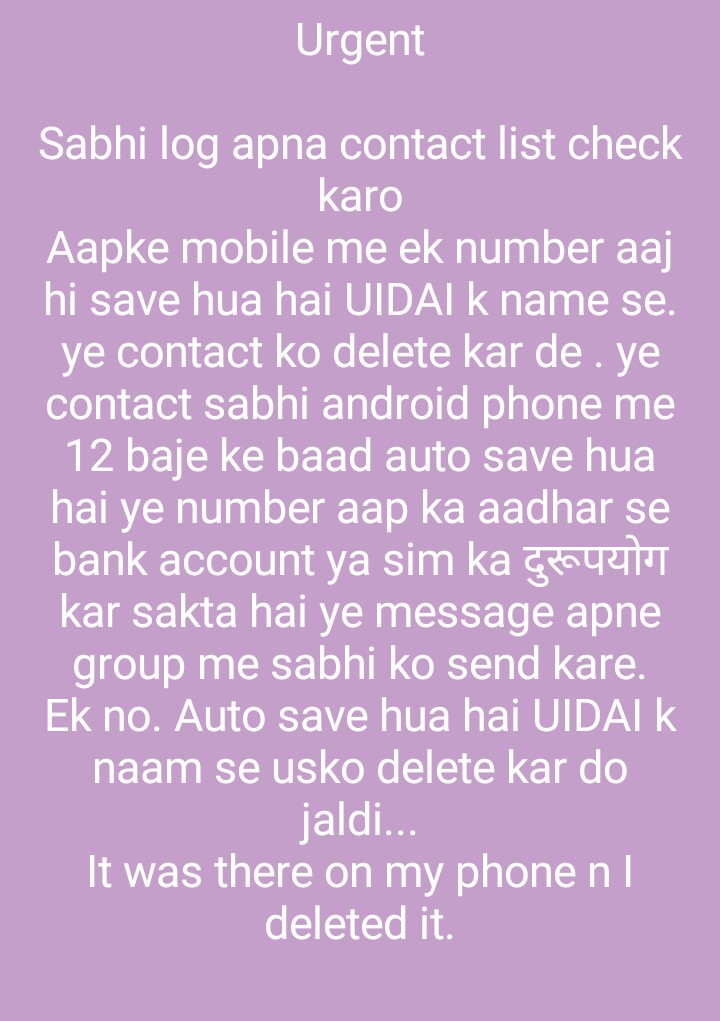 Urgent
Sabhi log apna contact list check
karo
Aapke mobile me ek number aaj
hi save hua hai UIDAI k name se.
ye contact ko delete kar de . ye
contact sabhi android phone me
12 baje ke baad auto save hua
hai ye number aap ka aadhar se
bank account ya sim ka दुरूपयोग
kar sakta hai ye message apne
group me sabhi ko send kare.
Ek no. Auto save hua hai UIDAI k
naam se usko delete kar do
jaldi...
It was there on my phone n I
deleted it.